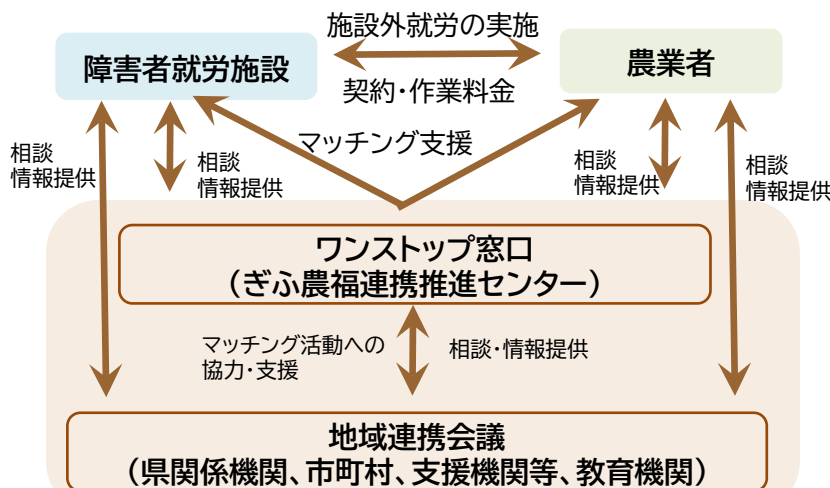 施設外就労の実施
障害者就労施設
農業者
契約・作業料金
マッチング支援
相談
情報提供
相談
情報提供
相談
情報提供
相談
情報提供
ワンストップ窓口
（ぎふ農福連携推進センター）
マッチング活動への
協力・支援
相談・情報提供
地域連携会議
（県関係機関、市町村、支援機関等、教育機関）